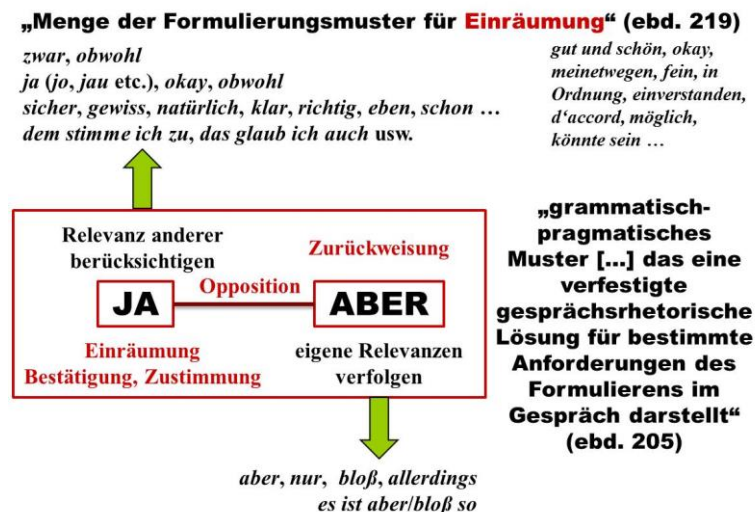 „Menge der Formulierungsmuster für Einräumung“ (ebd. 219)
zwar, obwohl
ja (jo, jau etc.), okay, obwohl
sicher, gewiss, natürlich, klar, richtig, eben, schon …
dem stimme ich zu, das glaub ich auch usw.
gut und schön, okay,
meinetwegen, fein, in
Ordnung, einverstanden,
d‘accord, möglich,
könnte sein …
Relevanz anderer
berücksichtigen
Zurückweisung
Opposition
JA
ABER
Einräumung
Bestätigung, Zustimmung
eigene Relevanzen
verfolgen
„grammatisch-
pragmatisches
Muster […] das eine
verfestigte
gesprächsrhetorische
Lösung für bestimmte
Anforderungen des
Formulierens im
Gespräch darstellt“
(ebd. 205)
aber, nur, bloß, allerdings
es ist aber/bloß so